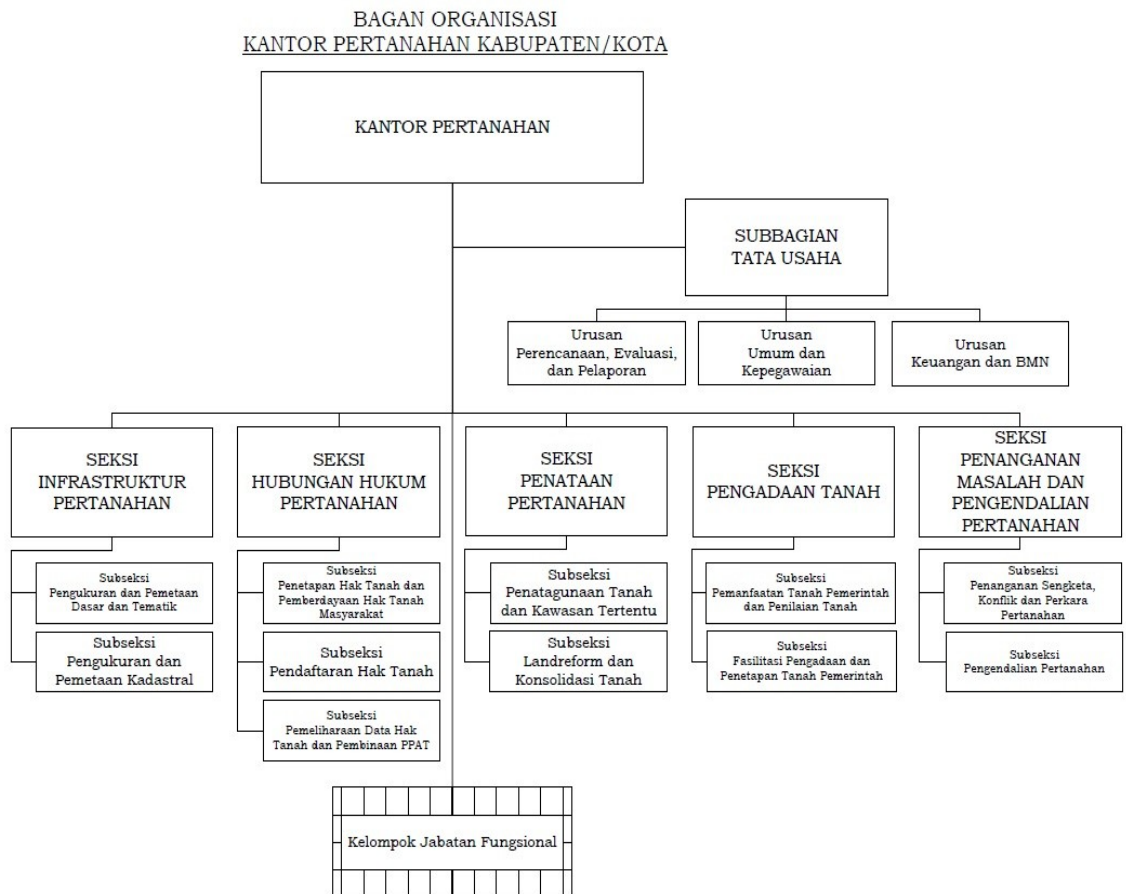 BAGAN ORGANISASI
KANTOR PERTANAHAN KABUPATEN/KOTA
KANTOR PERTANAHAN
SUBBAGIAN
TATA USAHA
Urusan
Perencanaan, Evaluasi,
dan Pelaporan
Urusan
Umum dan
Kepegawaian
Urusan
Keuangan dan BMN
SEKSI
INFRASTRUKTUR
PERTANAHAN
SEKSI
HUBUNGAN HUKUM
PERTANAHAN
SEKSI
PENATAAN
PERTANAHAN
SEKSI
PENGADAAN TANAH
SEKSI
PENANGANAN
MASALAH DAN
PENGENDALIAN
PERTANAHAN
Subseksi
Pengukuran dan Pemetaan
Dasar dan Tematik
Subseksi
Pengukuran dan
Pemetaan Kadastral
Subseksi
Penetapan Hak Tanah dan
Pemberdayaan Hak Tanah
Masyarakat
Subseksi
Pendaftaran Hak Tanah
Subseksi
Pemeliharaan Data Hak
Tanah dan Pembinaan PPAT
Subseksi
Penatagunaan Tanah
dan Kawasan Tertentu
Subseksi
Landreform dan
Konsolidasi Tanah
Subseksi
Pemanfaatan Tanah Pemerintah
dan Penilaian Tanah
Subseksi
Fasilitasi Pengadaan dan
Penetapan Tanah Pemerintah
Subseksi
Penanganan Sengketa,
Konflik dan Perkara
Pertanahan
Subseksi
Pengendalian Pertanahan
Kelompok Jabatan Fungsional